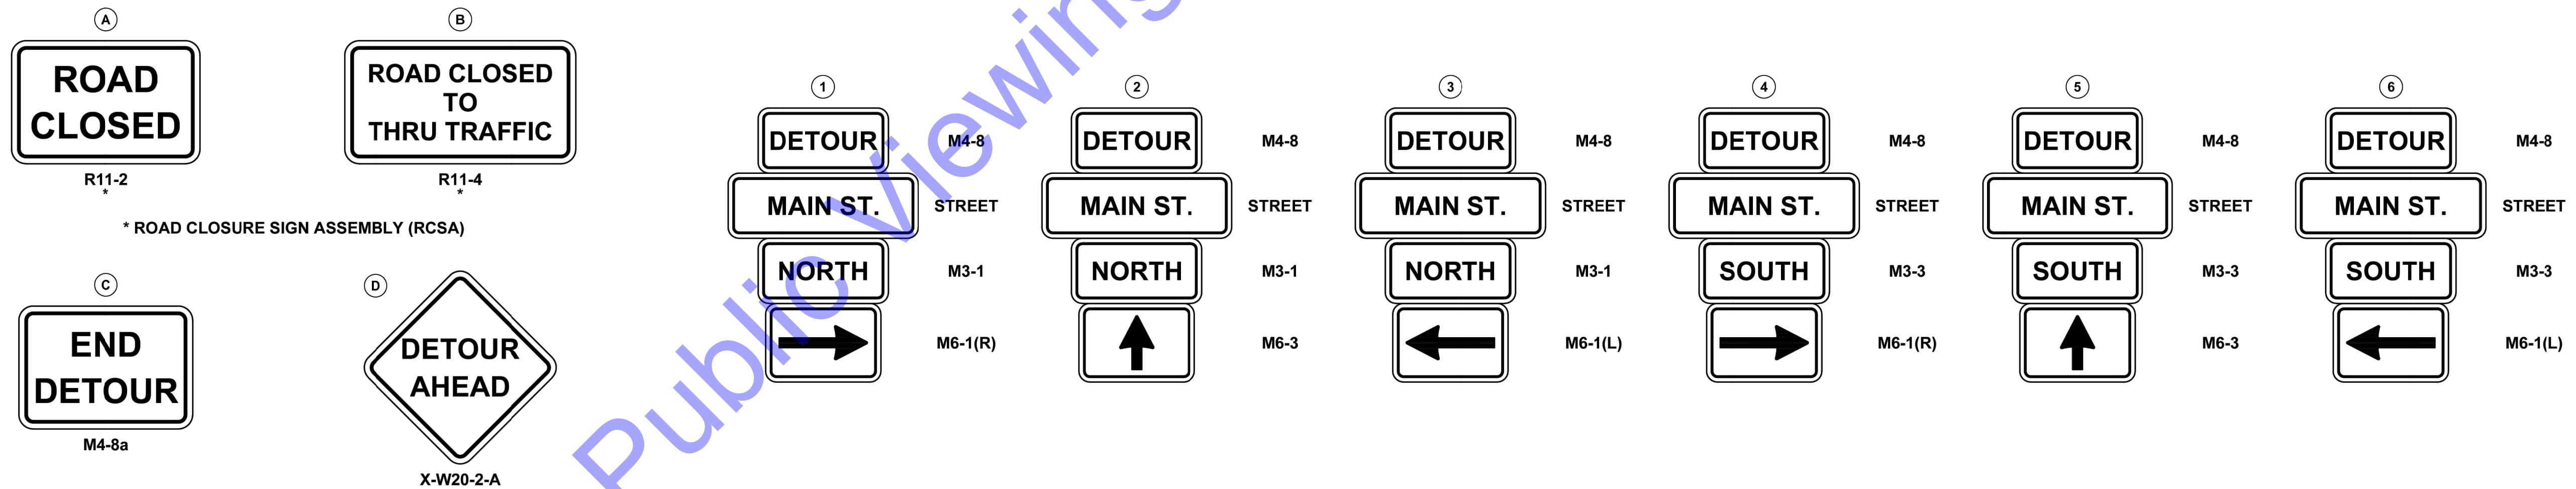 A
ROAD
CLOSED
R11-2
*
B
ROAD CLOSED
TO
THRU TRAFFIC
R11-4
*
* ROAD CLOSURE SIGN ASSEMBLY (RCSA)
C
END
DETOUR
M4-8a
D
DETOUR
AHEAD
X-W20-2-A
1
DETOUR M4-8
MAIN ST. STREET
NORTH M3-1
M6-1(R)
2
DETOUR M4-8
MAIN ST. STREET
NORTH M3-1
M6-3
3
DETOUR M4-8
MAIN ST. STREET
NORTH M3-1
M6-1(L)
4
DETOUR M4-8
MAIN ST. STREET
SOUTH M3-3
M6-1(R)
5
DETOUR M4-8
MAIN ST. STREET
SOUTH M3-3
M6-3
6
DETOUR M4-8
MAIN ST. STREET
SOUTH M3-3
M6-1(L)
Public Viewing